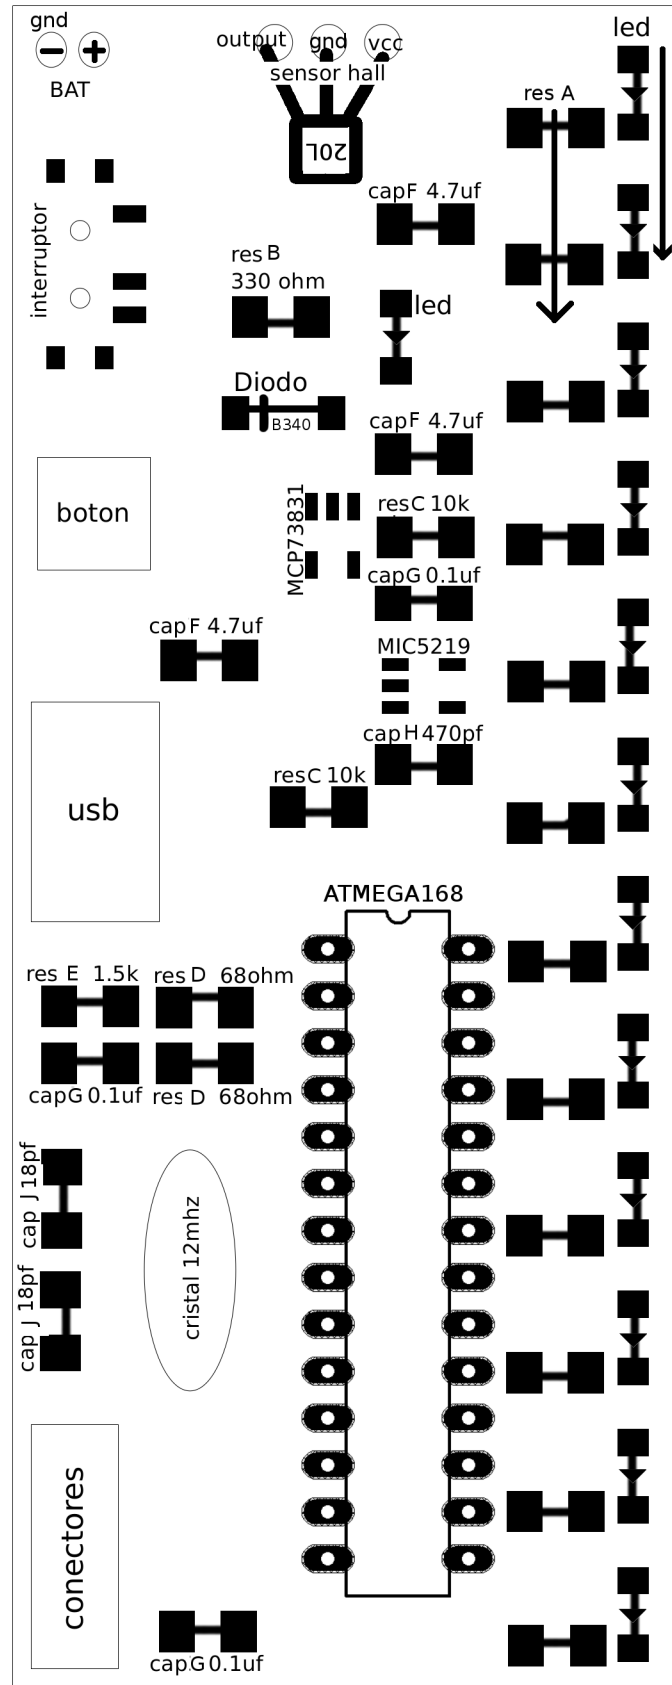 gnd
− +
BAT
output gnd vcc
sensor hall
20L
led
res A
capF 4.7uf
interruptor
res B
330 ohm
led
Diodo
B340
capF 4.7uf
boton
MCP73831
resC 10k
capG 0.1uf
capF 4.7uf
MIC5219
capH 470pf
usb
resC 10k
ATMEGA168
res E 1.5k
res D 68ohm
capG 0.1uf
res D 68ohm
cap J 18pf
cristal 12mhz
cap J 18pf
conectores
capG 0.1uf